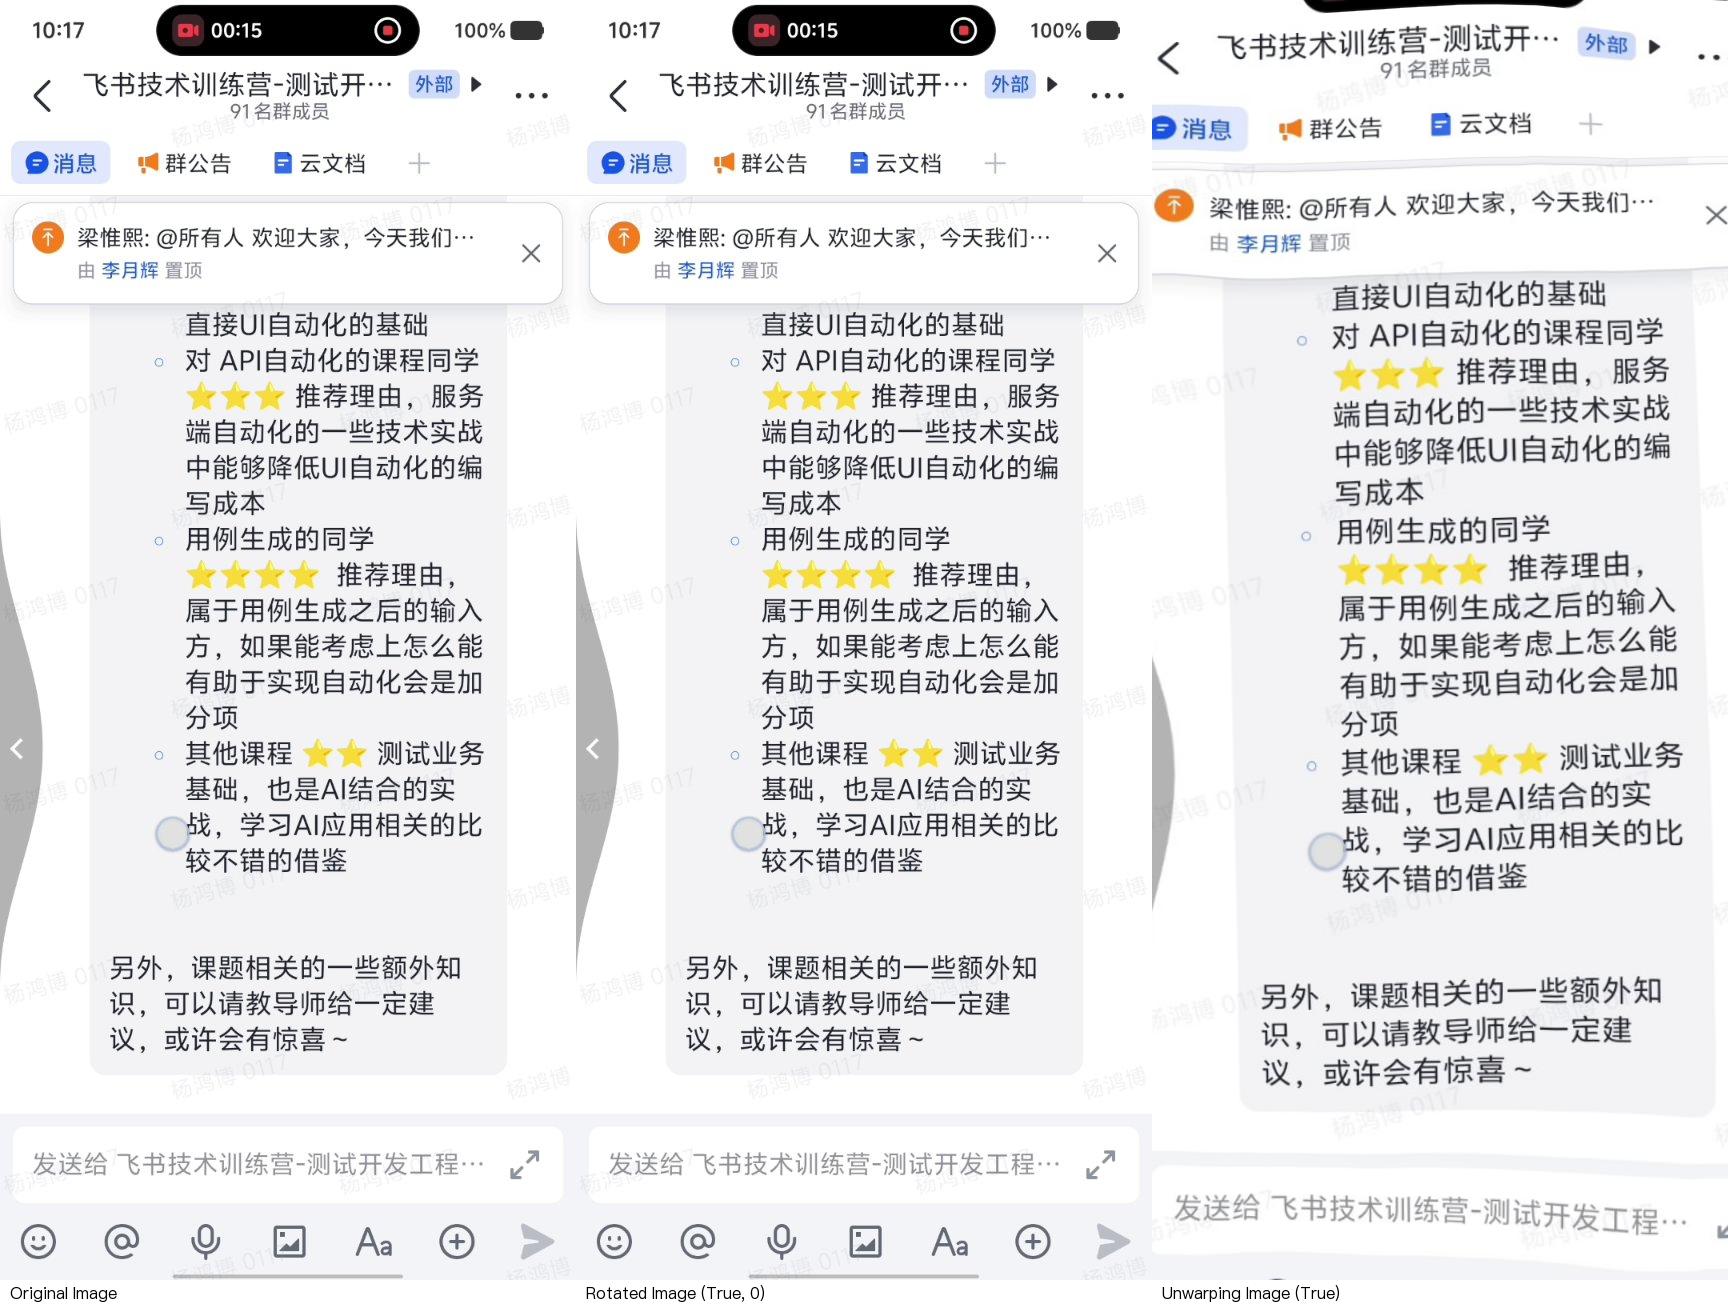 10:17 00:15 100%
飞书技术训练营-测试开… 外部
91名群成员
消息 群公告 云文档
梁惟熙: @所有人 欢迎大家，今天我们…
由 李月辉 置顶
直接UI自动化的基础
对 API自动化的课程同学
⭐⭐⭐ 推荐理由，服务
端自动化的一些技术实战
中能够降低UI自动化的编
写成本
用例生成的同学
⭐⭐⭐⭐ 推荐理由，
属于用例生成之后的输入
方，如果能考虑上怎么能
有助于实现自动化会是加
分项
其他课程 ⭐⭐ 测试业务
基础，也是AI结合的实
战，学习AI应用相关的比
较不错的借鉴
另外，课题相关的一些额外知
识，可以请教导师给一定建
议，或许会有惊喜～
发送给 飞书技术训练营-测试开发工程…
Aa
杨鸿博 0117
Original Image
10:17 00:15 100%
飞书技术训练营-测试开… 外部
91名群成员
消息 群公告 云文档
梁惟熙: @所有人 欢迎大家，今天我们…
由 李月辉 置顶
直接UI自动化的基础
对 API自动化的课程同学
⭐⭐⭐ 推荐理由，服务
端自动化的一些技术实战
中能够降低UI自动化的编
写成本
用例生成的同学
⭐⭐⭐⭐ 推荐理由，
属于用例生成之后的输入
方，如果能考虑上怎么能
有助于实现自动化会是加
分项
其他课程 ⭐⭐ 测试业务
基础，也是AI结合的实
战，学习AI应用相关的比
较不错的借鉴
另外，课题相关的一些额外知
识，可以请教导师给一定建
议，或许会有惊喜～
发送给 飞书技术训练营-测试开发工程…
Aa
杨鸿博 0117
Rotated Image (True, 0)
飞书技术训练营-测试开… 外部
91名群成员
消息 群公告 云文档
梁惟熙: @所有人 欢迎大家，今天我们…
由 李月辉 置顶
直接UI自动化的基础
对 API自动化的课程同学
⭐⭐⭐ 推荐理由，服务
端自动化的一些技术实战
中能够降低UI自动化的编
写成本
用例生成的同学
⭐⭐⭐⭐ 推荐理由，
属于用例生成之后的输入
方，如果能考虑上怎么能
有助于实现自动化会是加
分项
其他课程 ⭐⭐ 测试业务
基础，也是AI结合的实
战，学习AI应用相关的比
较不错的借鉴
另外，课题相关的一些额外知
识，可以请教导师给一定建
议，或许会有惊喜～
发送给 飞书技术训练营-测试开发工程…
杨鸿博 0117
Unwarping Image (True)